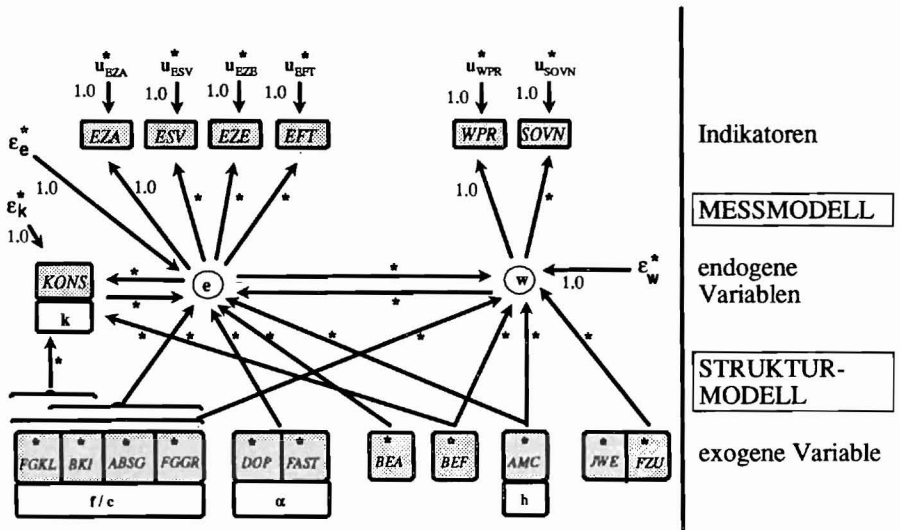 u*EZA u*ESV u*EZE u*EFT u*WPR u*SOVN
1.0 1.0 1.0 1.0 1.0 1.0
EZA ESV EZE EFT WPR SOVN Indikatoren
ε*e
1.0 1.0 * * * 1.0 *
ε*k
1.0
MESSMODELL
KONS * e * w 1.0 ε*w endogene
k * * Variablen
* * * * * * * * *
*
STRUKTUR-
MODELL
* * * * * * * * * * *
FGKL BKI ABSG FGGR DOP FAST BEA BEF AMC JWE FZU exogene Variable
f / c α h